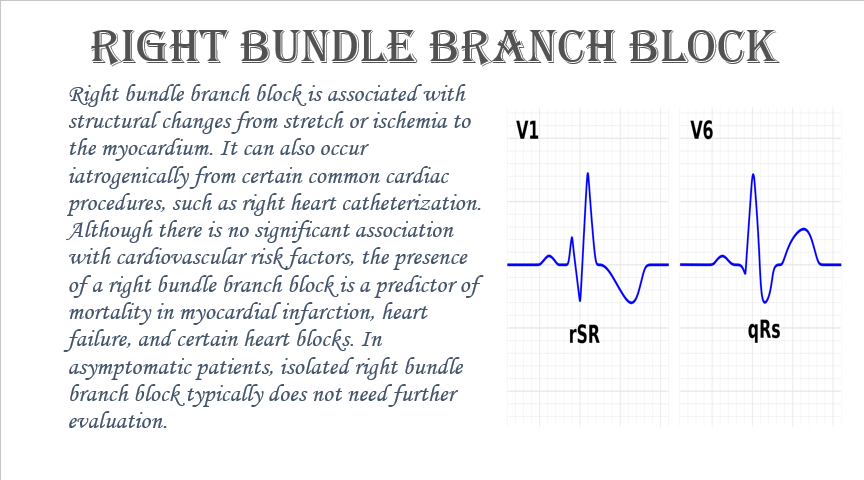 RIGHT BUNDLE BRANCH BLOCK
Right bundle branch block is associated with
structural changes from stretch or ischemia to
the myocardium. It can also occur
iatrogenically from certain common cardiac
procedures, such as right heart catheterization.
Although there is no significant association
with cardiovascular risk factors, the presence
of a right bundle branch block is a predictor of
mortality in myocardial infarction, heart
failure, and certain heart blocks. In
asymptomatic patients, isolated right bundle
branch block typically does not need further
evaluation.
V1
rSR
V6
qRs